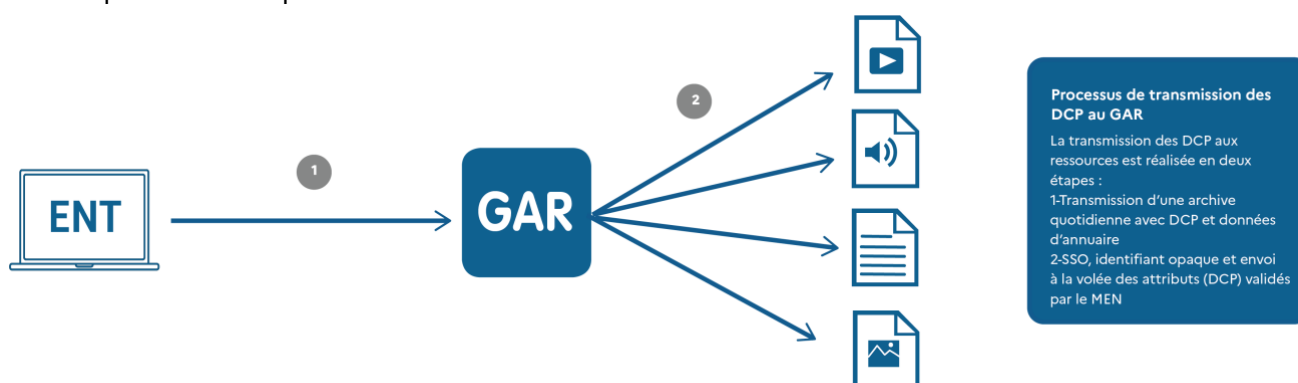 2
1
ENT
GAR
Processus de transmission des
DCP au GAR
La transmission des DCP aux
ressources est réalisée en deux
étapes :
1-Transmission d'une archive
quotidienne avec DCP et données
d'annuaire
2-SSO, identifiant opaque et envoi
à la volée des attributs (DCP) validés
par le MEN